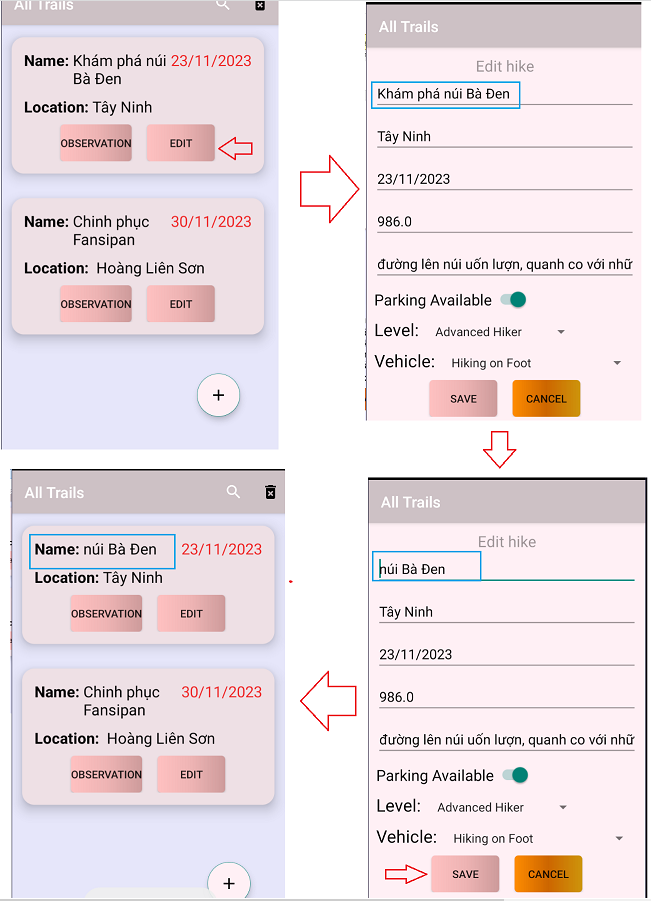 All Trails
Name: Khám phá núi 23/11/2023
Bà Đen
Location: Tây Ninh
OBSERVATION EDIT
Name: Chinh phục 30/11/2023
Fansipan
Location: Hoàng Liên Sơn
OBSERVATION EDIT
+
All Trails
Edit hike
Khám phá núi Bà Đen
Tây Ninh
23/11/2023
986.0
đường lên núi uốn lượn, quanh co với nhữ
Parking Available
Level: Advanced Hiker
Vehicle: Hiking on Foot
SAVE CANCEL
All Trails
Name: núi Bà Đen 23/11/2023
Location: Tây Ninh
OBSERVATION EDIT
Name: Chinh phục 30/11/2023
Fansipan
Location: Hoàng Liên Sơn
OBSERVATION EDIT
+
All Trails
Edit hike
núi Bà Đen
Tây Ninh
23/11/2023
986.0
đường lên núi uốn lượn, quanh co với nhữ
Parking Available
Level: Advanced Hiker
Vehicle: Hiking on Foot
SAVE CANCEL